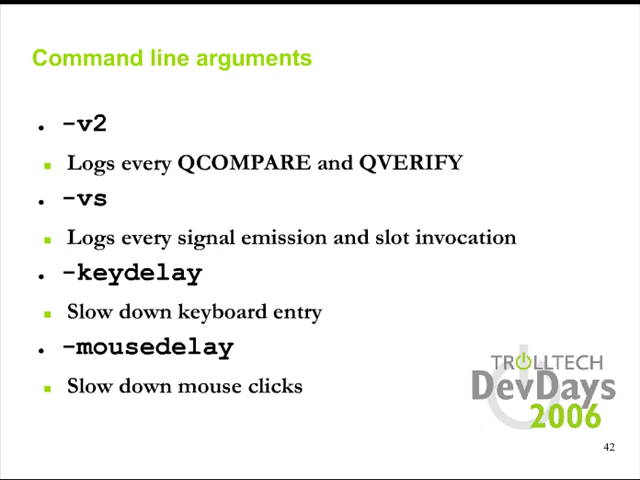 Command line arguments
-v2
Logs every QCOMPARE and QVERIFY
-vs
Logs every signal emission and slot invocation
-keydelay
Slow down keyboard entry
-mousedelay
Slow down mouse clicks
TROLLTECH
DevDays
2006
42